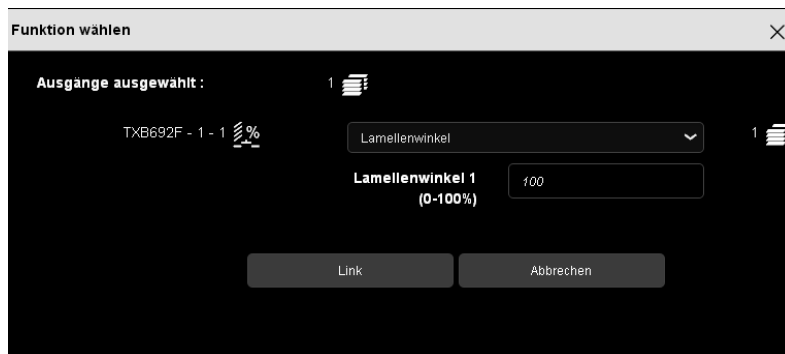 Funktion wählen
Ausgänge ausgewählt : 1
TXB692F - 1 - 1 % Lamellenwinkel 1
Lamellenwinkel 1 100
(0-100%)
Link Abbrechen